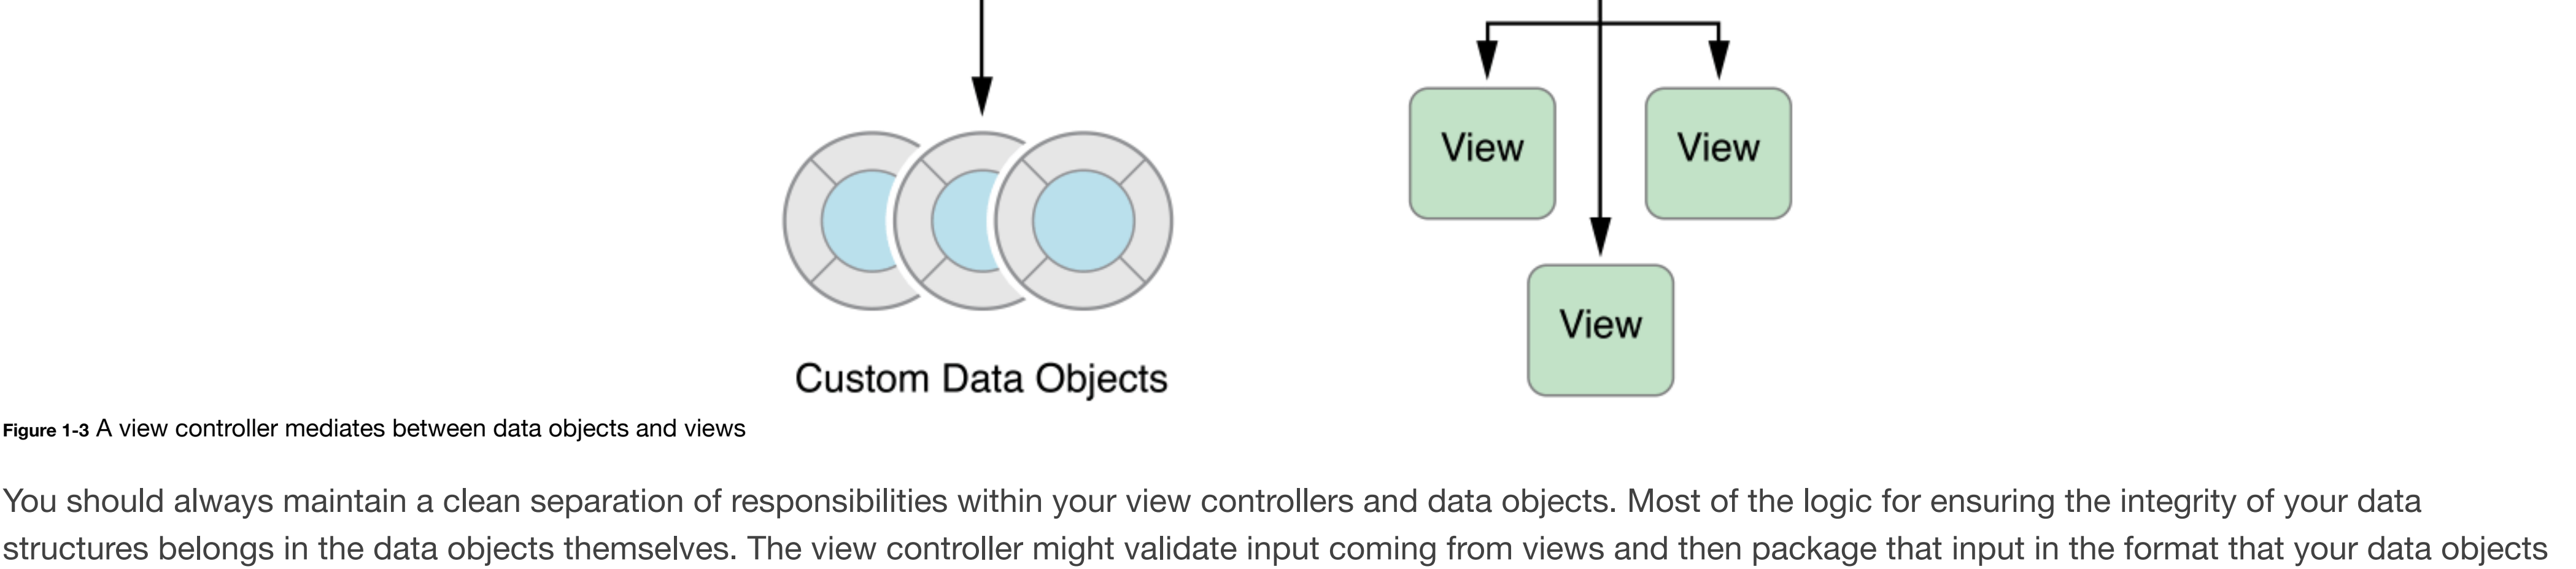 View
View
View
Custom Data Objects
Figure 1-3 A view controller mediates between data objects and views
You should always maintain a clean separation of responsibilities within your view controllers and data objects. Most of the logic for ensuring the integrity of your data
structures belongs in the data objects themselves. The view controller might validate input coming from views and then package that input in the format that your data objects